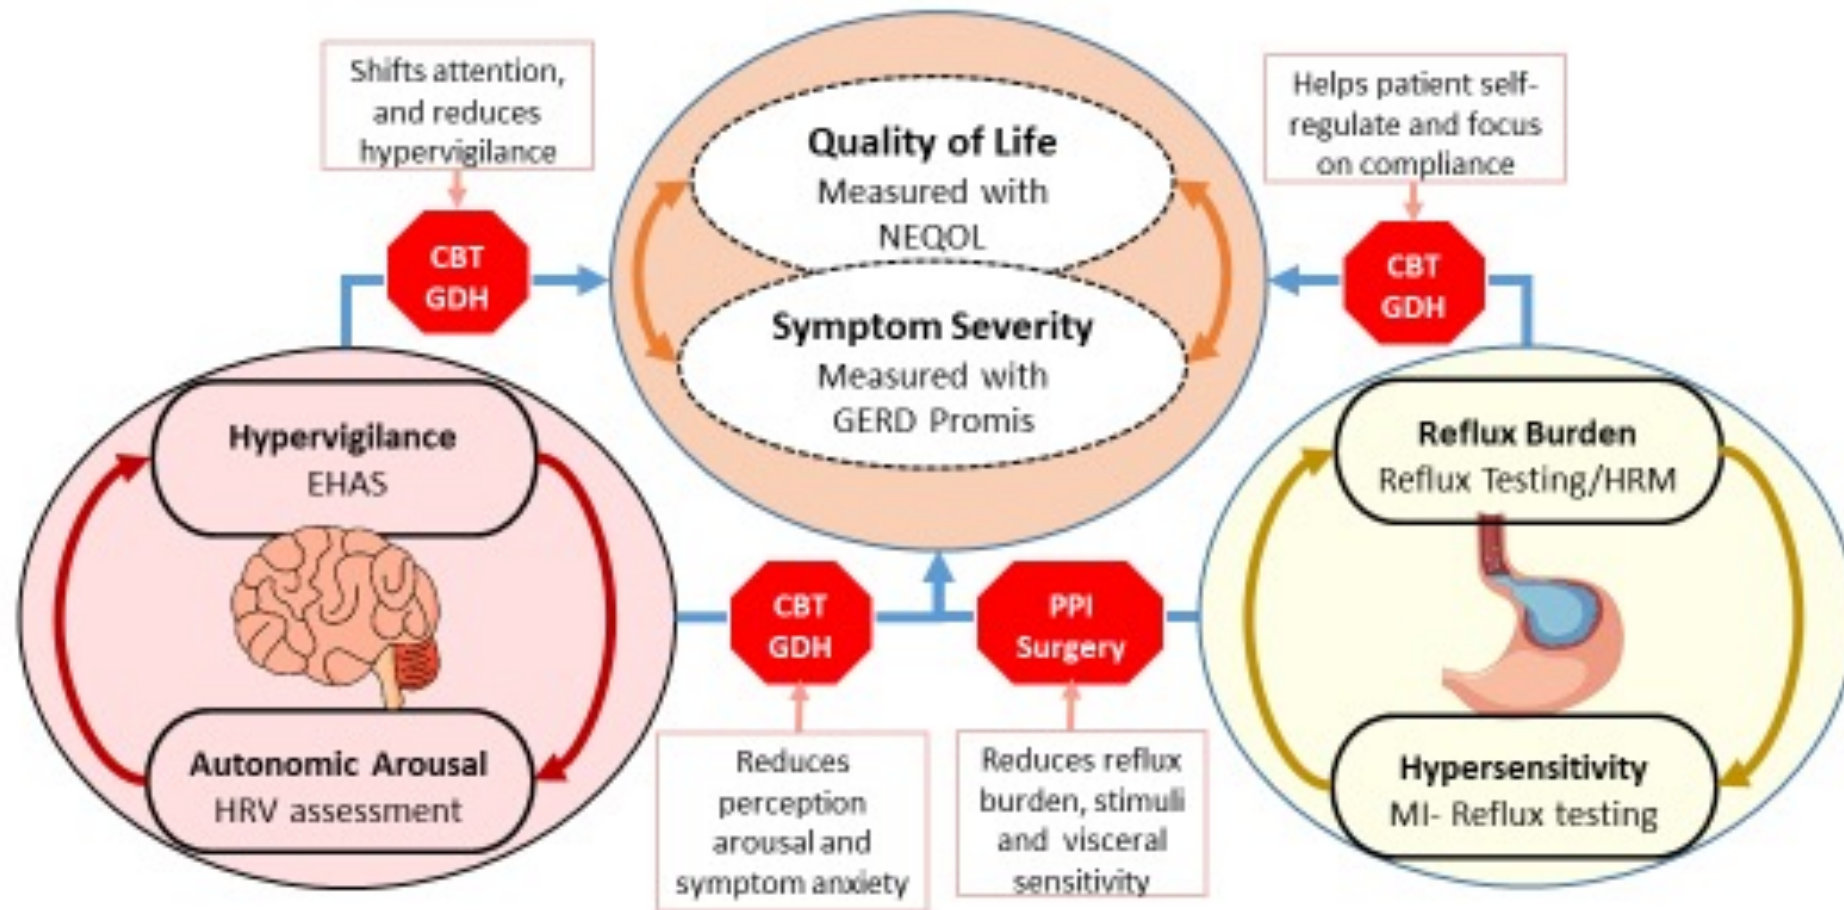 Shifts attention,
and reduces
hypervigilance
CBT
GDH
Quality of Life
Measured with
NEQOL
Symptom Severity
Measured with
GERD Promis
Helps patient self-
regulate and focus
on compliance
CBT
GDH
Hypervigilance
EHAS
Autonomic Arousal
HRV assessment
CBT
GDH
Reduces
perception
arousal and
symptom anxiety
PPI
Surgery
Reduces reflux
burden, stimuli
and visceral
sensitivity
Reflux Burden
Reflux Testing/HRM
Hypersensitivity
MI- Reflux testing